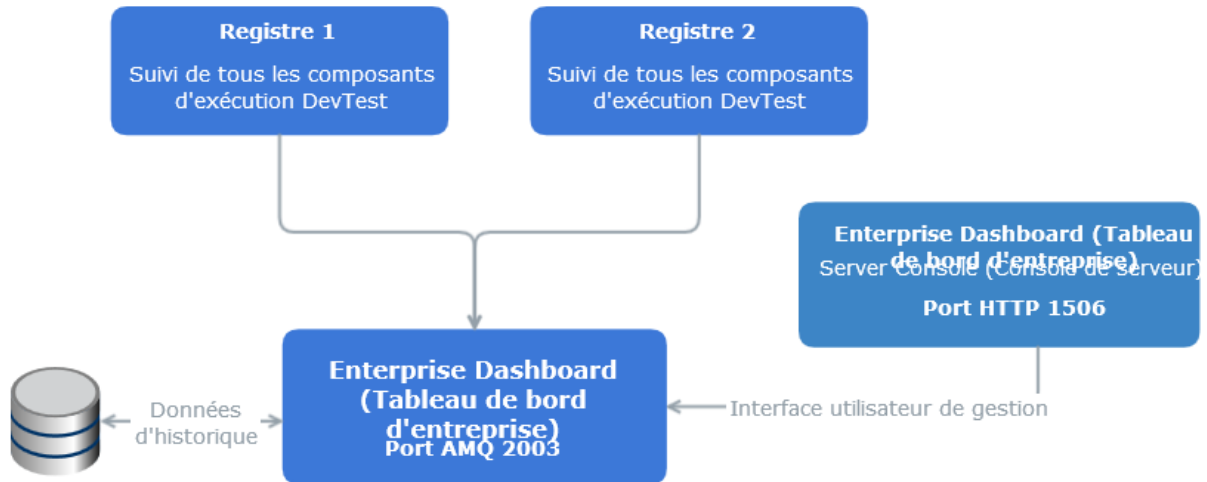 Registre 1
Suivi de tous les composants
d'exécution DevTest
Registre 2
Suivi de tous les composants
d'exécution DevTest
Enterprise Dashboard (Tableau
de bord d'entreprise)
Server Console (Console de serveur)
Port HTTP 1506
Enterprise Dashboard
(Tableau de bord
d'entreprise)
Port AMQ 2003
Données
d'historique
Interface utilisateur de gestion